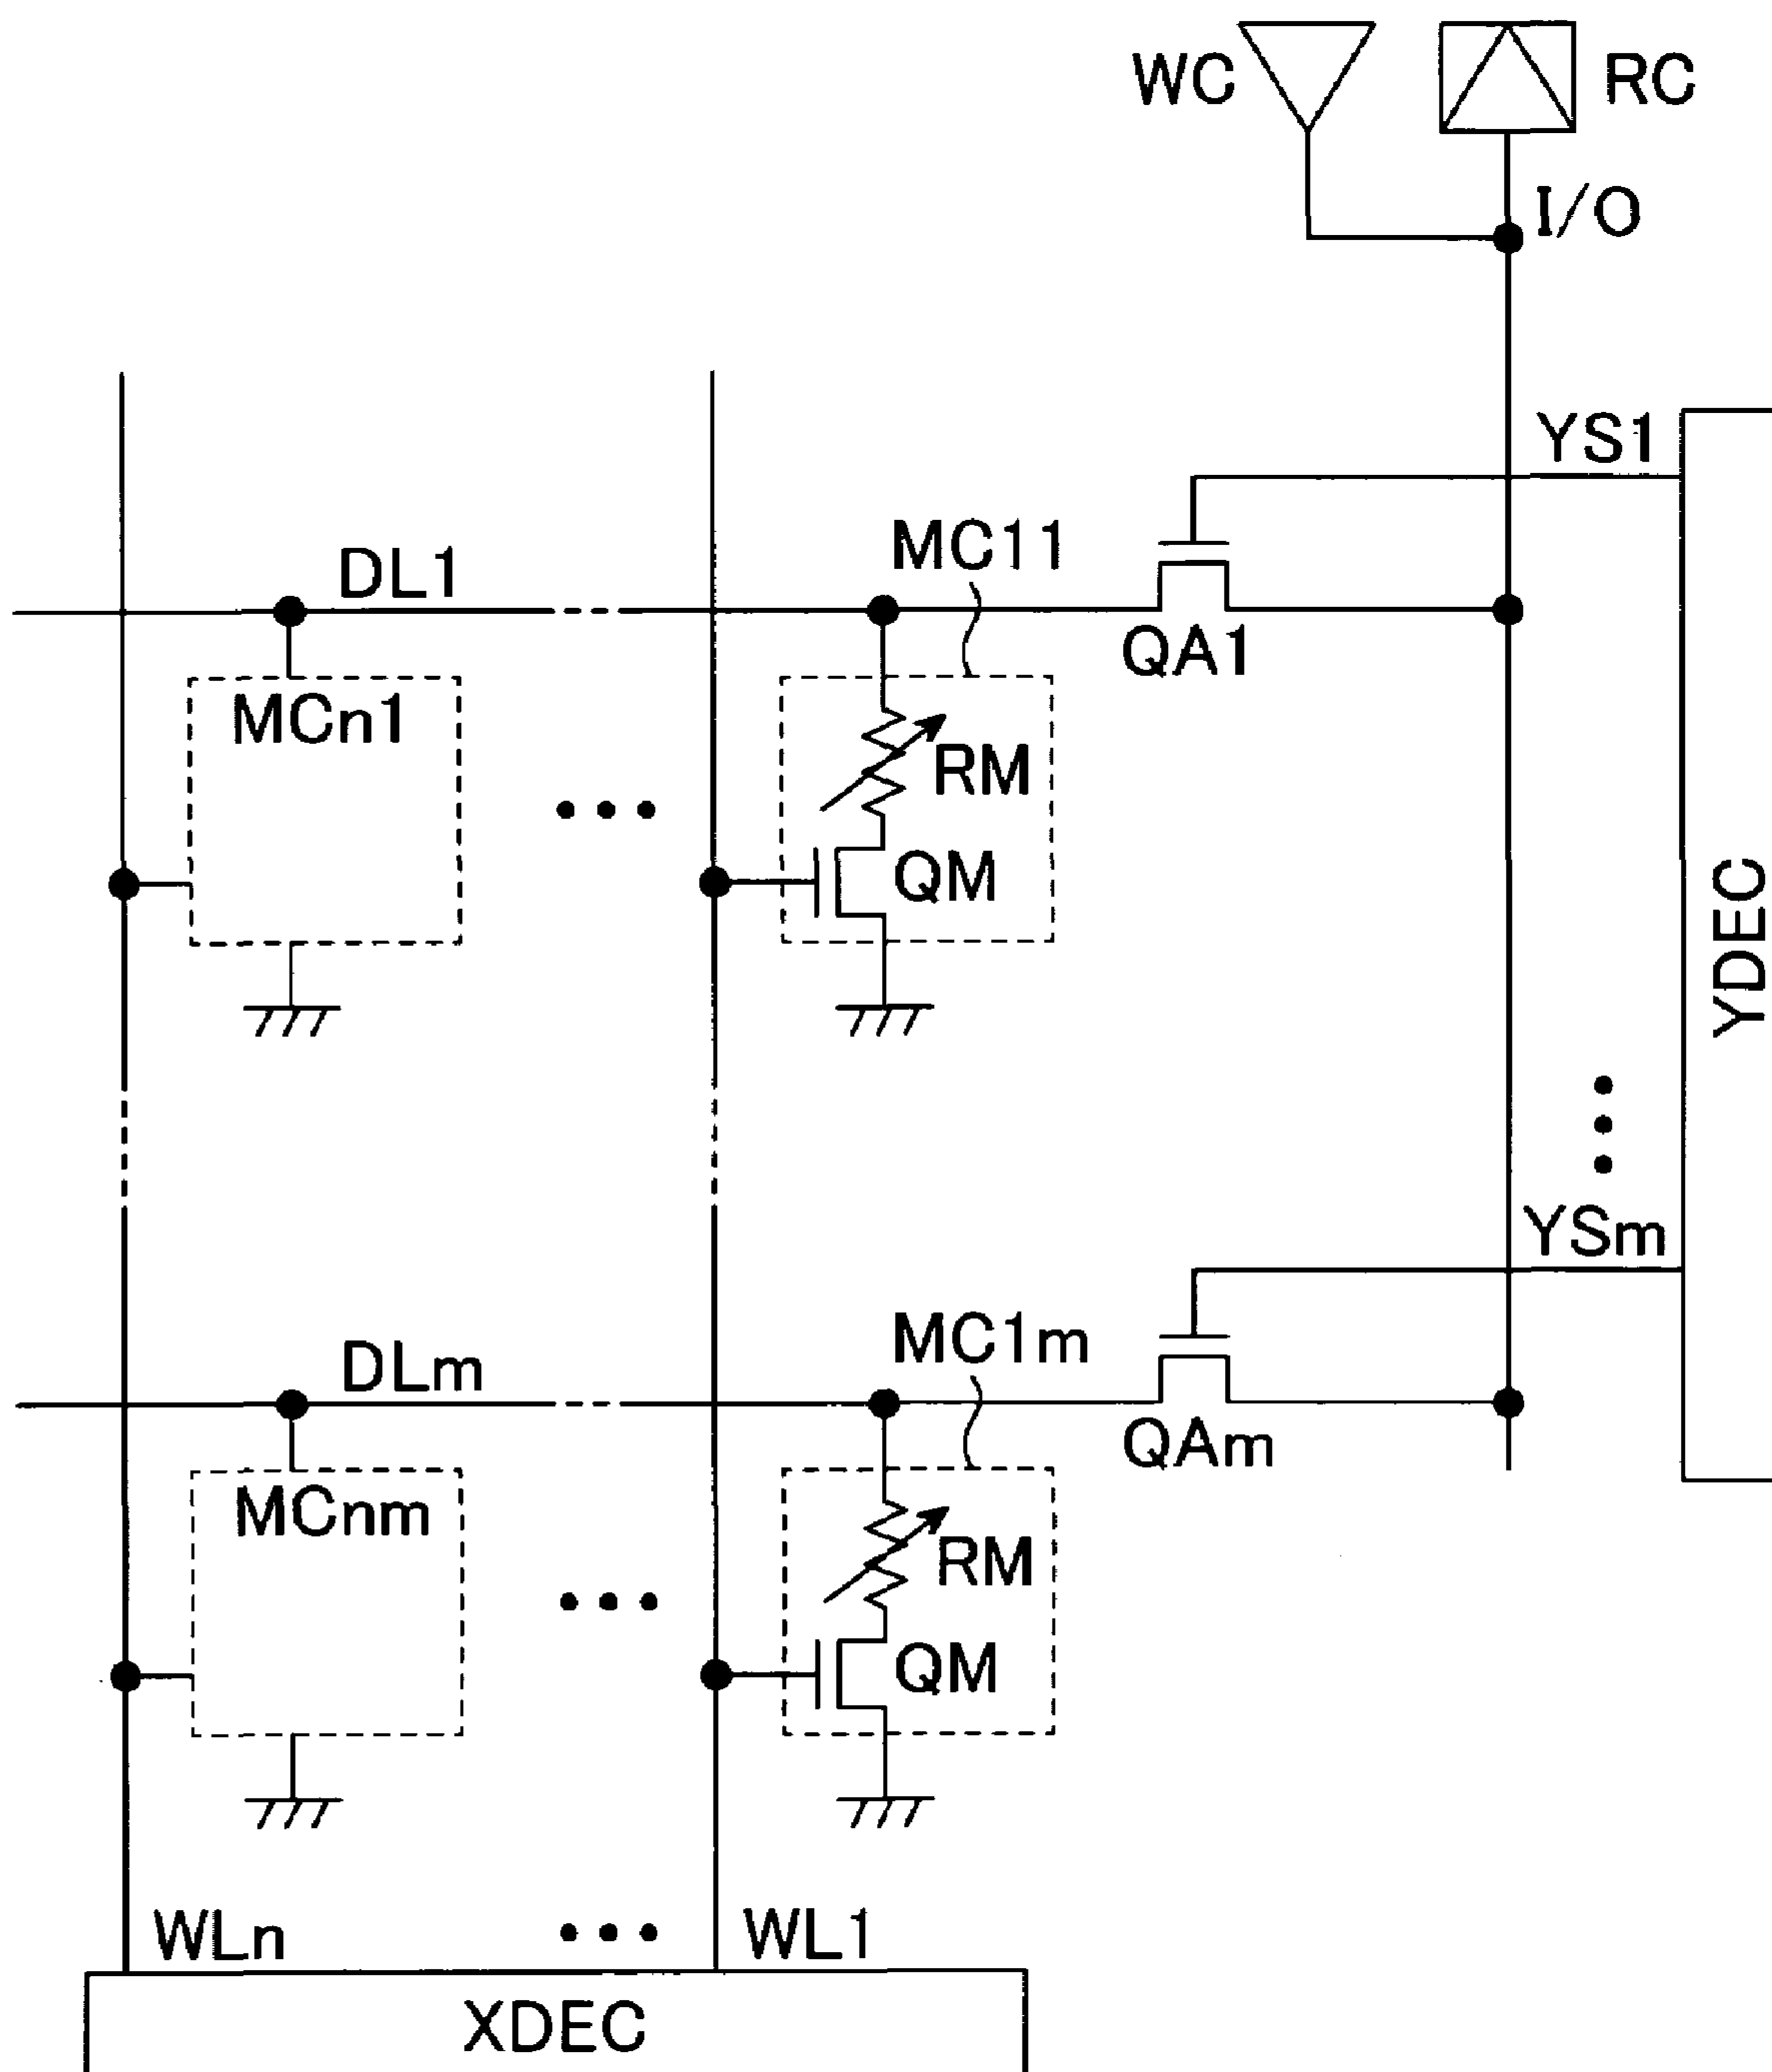 WC
RC
I/O
YS1
MC11
DL1
QA1
MCn1
RM
QM
YDEC
YSm
MC1m
DLm
QAm
MCnm
RM
QM
WLn
WL1
XDEC